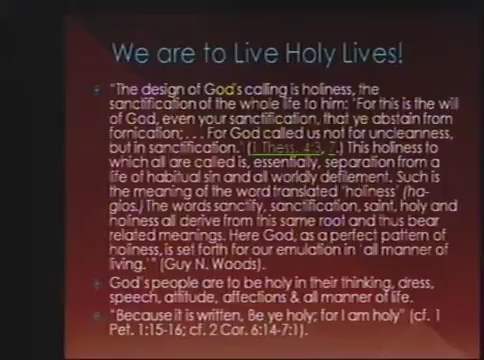 We are to Live Holy Lives!
"The design of God's calling is holiness, the
sanctification of the whole life to him: 'For this is the will
of God, even your sanctification, that ye abstain from
fornication; . . . For God called us not for uncleanness,
but in sanctification.' (1 Thess. 4:3, 7.) This holiness to
which all are called is, essentially, separation from a
life of habitual sin and all worldly defilement. Such is
the meaning of the word translated 'holiness' (ha-
gios.) The words sanctify, sanctification, saint, holy and
holiness all derive from this same root and thus bear
related meanings. Here God, as a perfect pattern of
holiness, is set forth for our emulation in 'all manner of
living.'" (Guy N. Woods).
God's people are to be holy in their thinking, dress,
speech, attitude, affections & all manner of life.
"Because it is written, Be ye holy; for I am holy" (cf. 1
Pet. 1:15-16; cf. 2 Cor. 6:14-7:1).